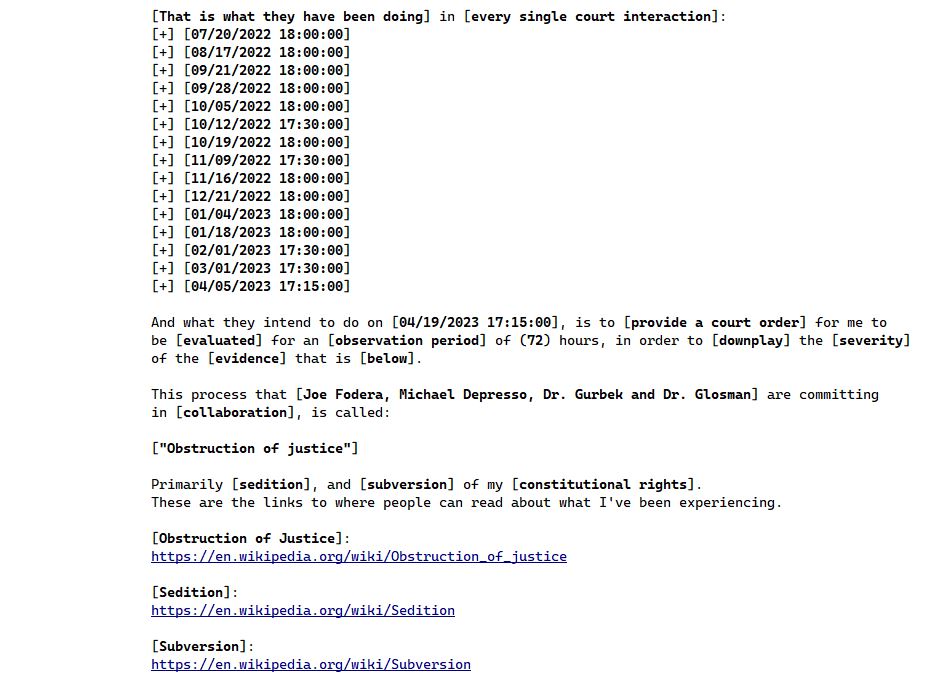 [That is what they have been doing] in [every single court interaction]:
[+] [07/20/2022 18:00:00]
[+] [08/17/2022 18:00:00]
[+] [09/21/2022 18:00:00]
[+] [09/28/2022 18:00:00]
[+] [10/05/2022 18:00:00]
[+] [10/12/2022 17:30:00]
[+] [10/19/2022 18:00:00]
[+] [11/09/2022 17:30:00]
[+] [11/16/2022 18:00:00]
[+] [12/21/2022 18:00:00]
[+] [01/04/2023 18:00:00]
[+] [01/18/2023 18:00:00]
[+] [02/01/2023 17:30:00]
[+] [03/01/2023 17:30:00]
[+] [04/05/2023 17:15:00]
And what they intend to do on [04/19/2023 17:15:00], is to [provide a court order] for me to
be [evaluated] for an [observation period] of (72) hours, in order to [downplay] the [severity]
of the [evidence] that is [below].
This process that [Joe Fodera, Michael Depresso, Dr. Gurbek and Dr. Glosman] are committing
in [collaboration], is called:
["Obstruction of justice"]
Primarily [sedition], and [subversion] of my [constitutional rights].
These are the links to where people can read about what I've been experiencing.
[Obstruction of Justice]:
https://en.wikipedia.org/wiki/Obstruction_of_justice
[Sedition]:
https://en.wikipedia.org/wiki/Sedition
[Subversion]:
https://en.wikipedia.org/wiki/Subversion